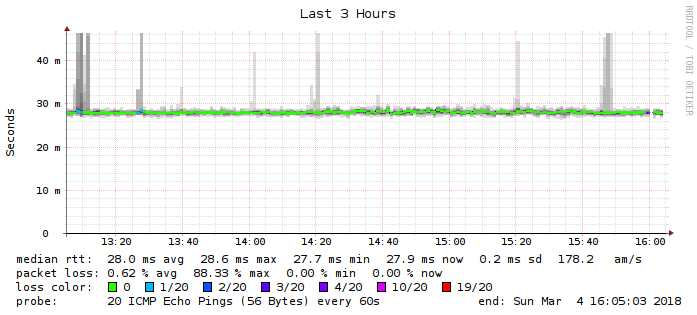 Last 3 Hours
RRDTOOL / TOBI OETIKER
Seconds
40 m
30 m
20 m
10 m
0
13:20 13:40 14:00 14:20 14:40 15:00 15:20 15:40 16:00
median rtt: 28.0 ms avg 28.6 ms max 27.7 ms min 27.9 ms now 0.2 ms sd 178.2 am/s
packet loss: 0.62 % avg 88.33 % max 0.00 % min 0.00 % now
loss color: 0 1/20 2/20 3/20 4/20 10/20 19/20
probe: 20 ICMP Echo Pings (56 Bytes) every 60s end: Sun Mar 4 16:05:03 2018